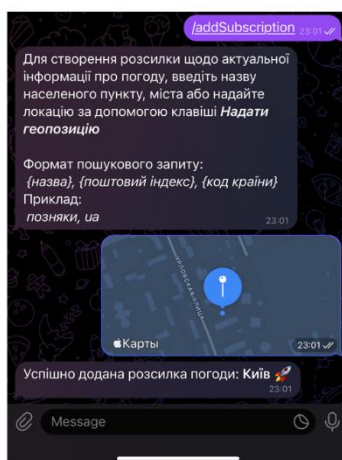 /addSubscription 23:01
Для створення розсилки щодо актуальної
інформації про погоду, введіть назву
населеного пункту, міста або надайте
локацію за допомогою клавіші Надати
геопозицію
Формат пошукового запиту:
{назва}, {поштовий індекс}, {код країни}
Приклад:
позняки, ua
23:01
УРЛОВСКАЯ УЛИЦА
Карты
23:01
Успішно додана розсилка погоди: Київ 🚀
23:01
Message